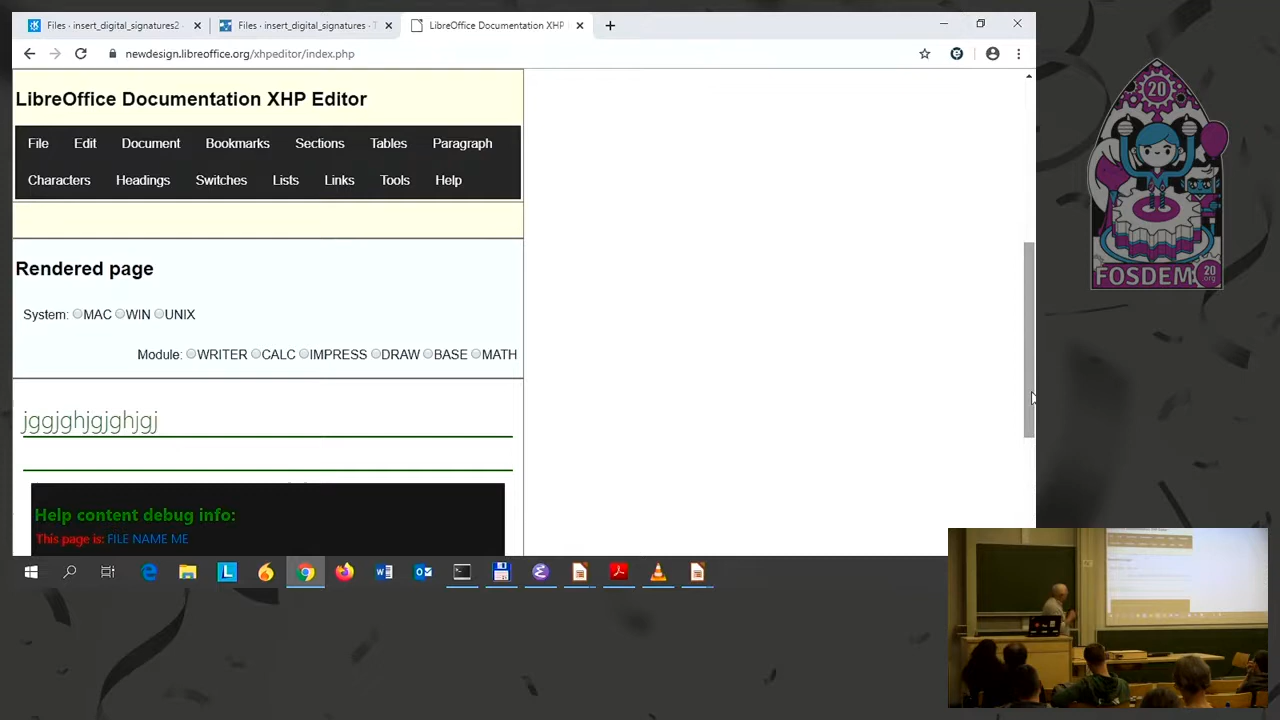 Files · insert_digital_signatures2
Files · insert_digital_signatures - T
LibreOffice Documentation XHP
newdesign.libreoffice.org/xhpeditor/index.php
LibreOffice Documentation XHP Editor
File Edit Document Bookmarks Sections Tables Paragraph
Characters Headings Switches Lists Links Tools Help
Rendered page
System: MAC WIN UNIX
Module: WRITER CALC IMPRESS DRAW BASE MATH
jggjghjgjghjgj
Help content debug info:
This page is: FILE NAME ME
20
FOSDEM
20
.org